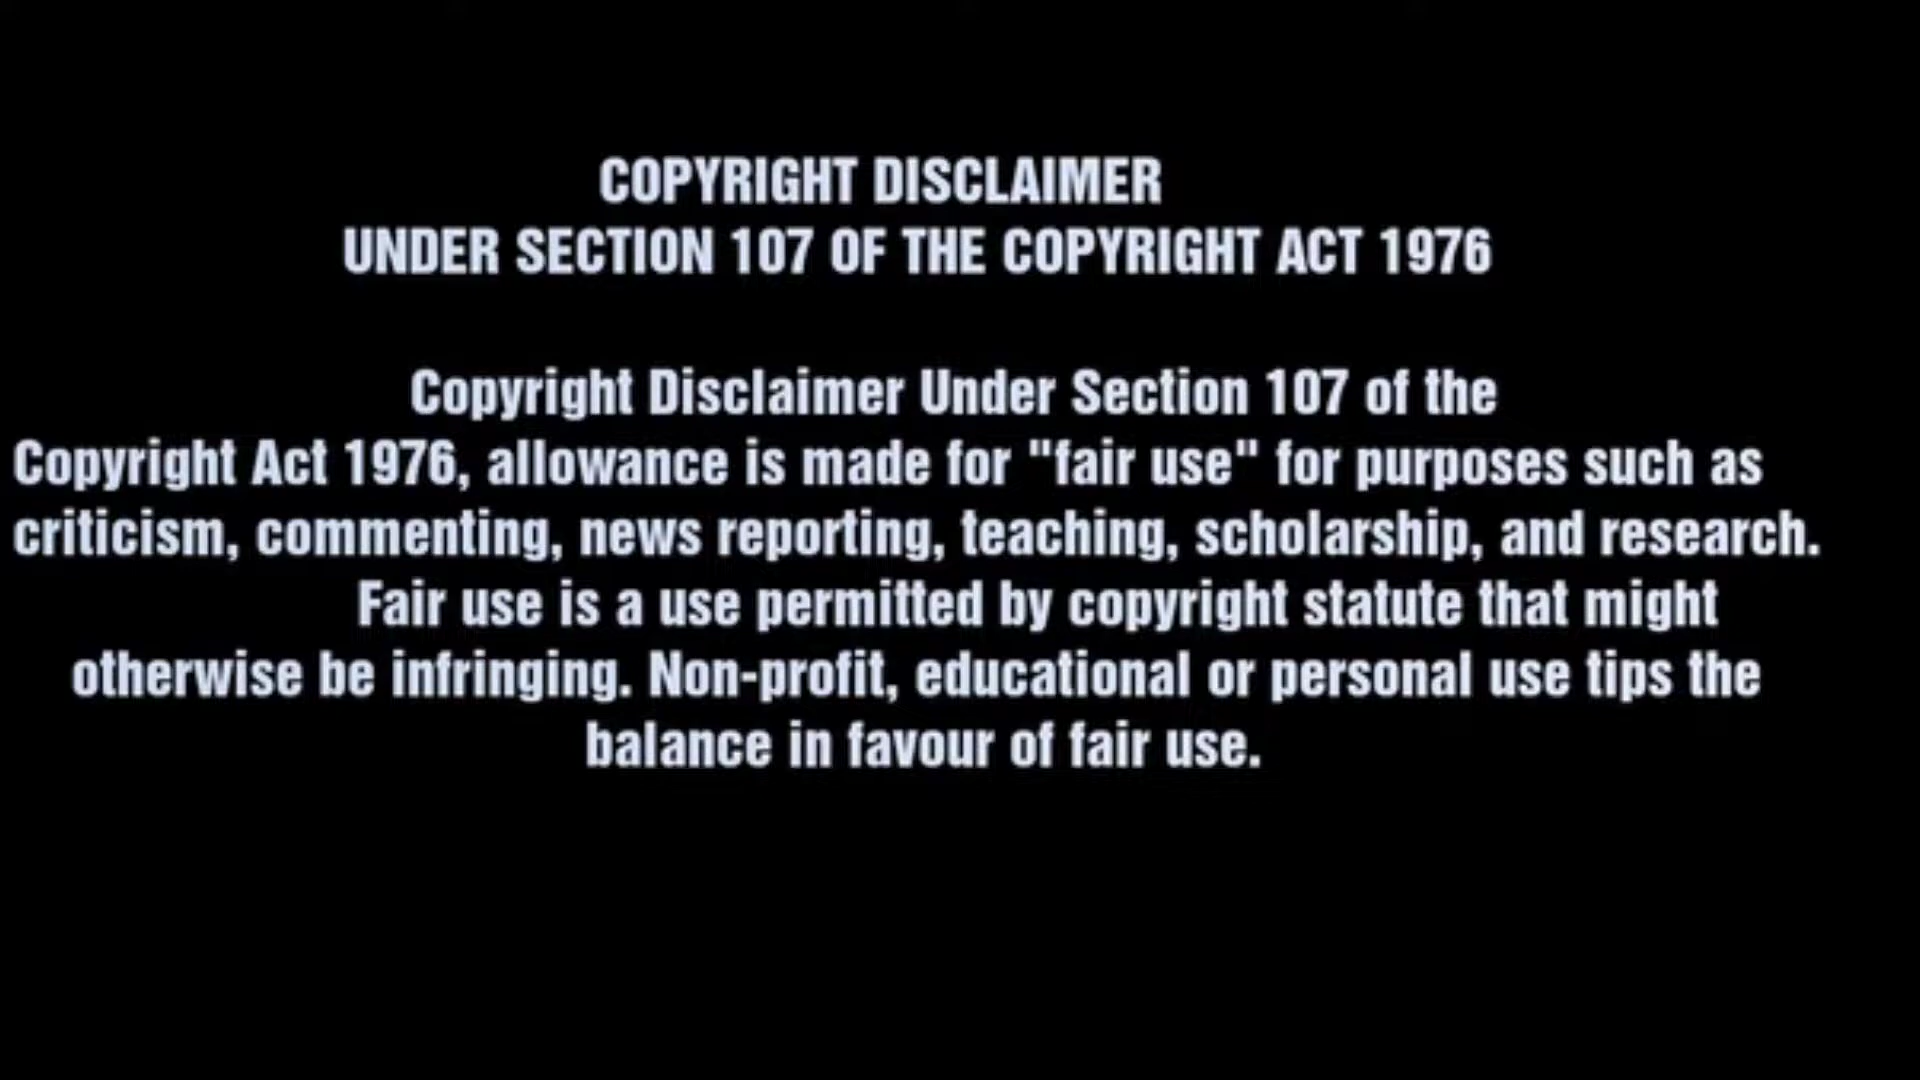 COPYRIGHT DISCLAIMER
UNDER SECTION 107 OF THE COPYRIGHT ACT 1976
Copyright Disclaimer Under Section 107 of the
Copyright Act 1976, allowance is made for "fair use" for purposes such as
criticism, commenting, news reporting, teaching, scholarship, and research.
Fair use is a use permitted by copyright statute that might
otherwise be infringing. Non-profit, educational or personal use tips the
balance in favour of fair use.